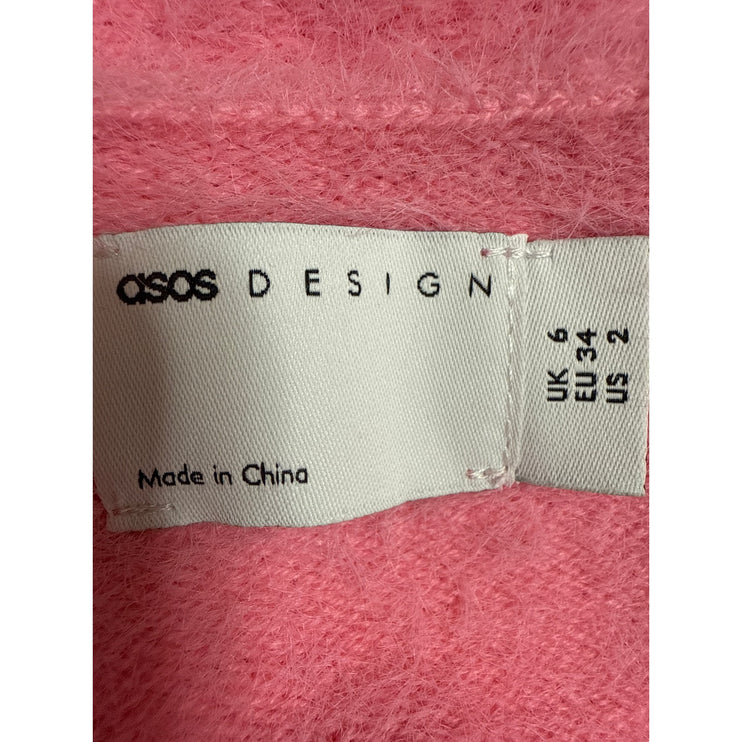 asos DESIGN
Made in China
UK 6
EU 34
US 2